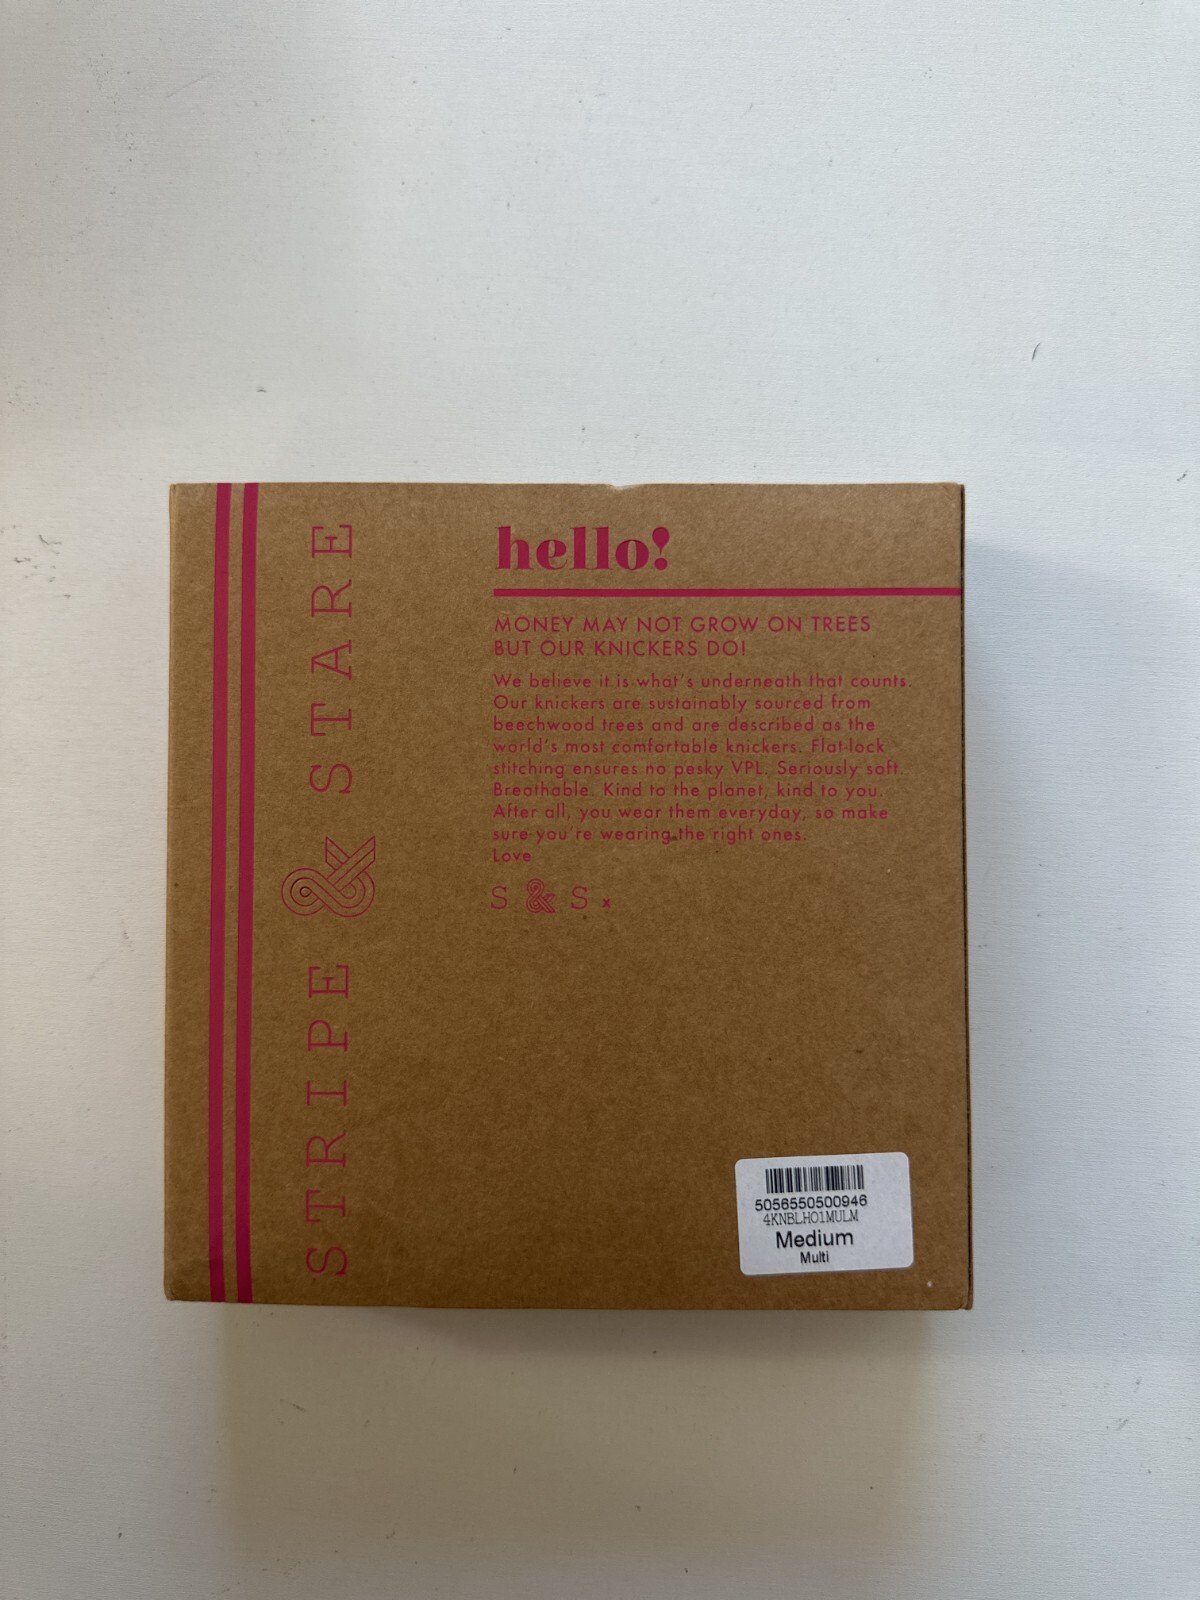 STRIPE & STARE
hello!
MONEY MAY NOT GROW ON TREES
BUT OUR KNICKERS DO!
We believe it is what's underneath that counts.
Our knickers are sustainably sourced from
beechwood trees and are described as the
world's most comfortable knickers. Flat-lock
stitching ensures no pesky VPL. Seriously soft.
Breathable. Kind to the planet, kind to you.
After all, you wear them everyday, so make
sure you're wearing the right ones.
Love
S & S x
5056550500946
4KNBLH01MULM
Medium
Multi